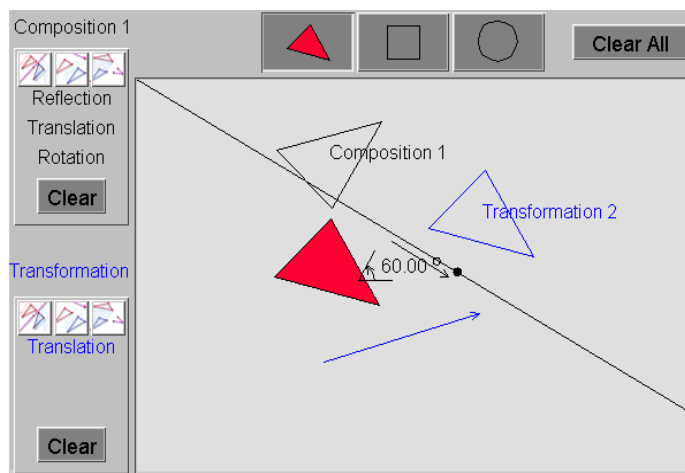 Composition 1
Clear All
Reflection
Translation
Rotation
Clear
Composition 1
Transformation 2
60.00 º
Transformation
Translation
Clear